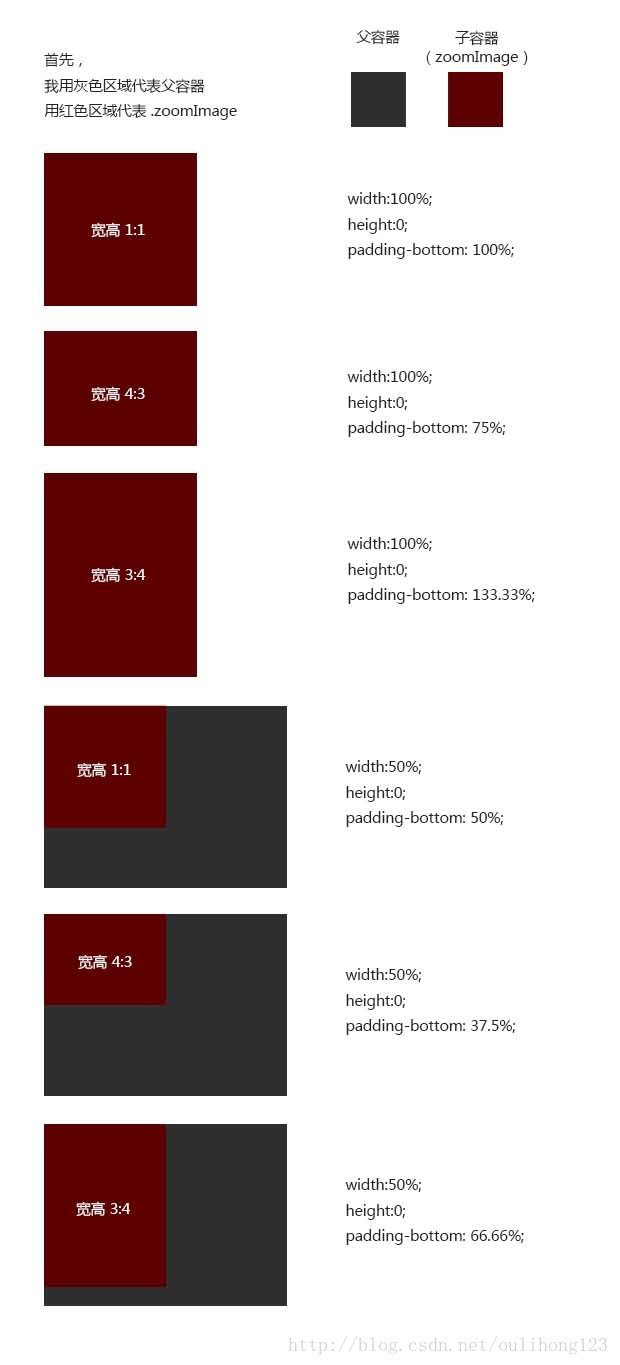 首先，
我用灰色区域代表父容器
用红色区域代表 .zoomImage
父容器
子容器
（ zoomImage ）
宽高 1:1
width:100%;
height:0;
padding-bottom: 100%;
宽高 4:3
width:100%;
height:0;
padding-bottom: 75%;
宽高 3:4
width:100%;
height:0;
padding-bottom: 133.33%;
宽高 1:1
width:50%;
height:0;
padding-bottom: 50%;
宽高 4:3
width:50%;
height:0;
padding-bottom: 37.5%;
宽高 3:4
width:50%;
height:0;
padding-bottom: 66.66%;
http://blog.csdn.net/oulihong123